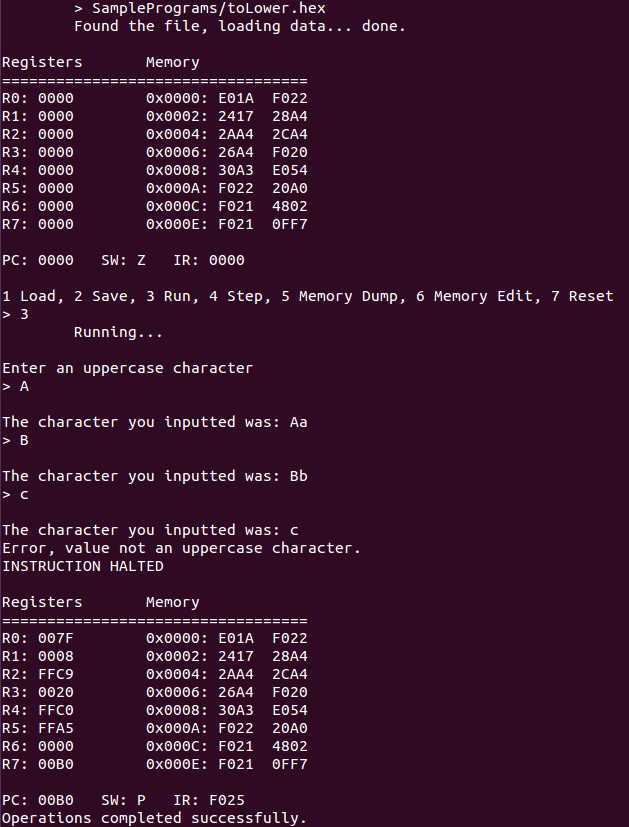 > SamplePrograms/toLower.hex
Found the file, loading data... done.
Registers Memory
==================================
R0: 0000 0x0000: E01A F022
R1: 0000 0x0002: 2417 28A4
R2: 0000 0x0004: 2AA4 2CA4
R3: 0000 0x0006: 26A4 F020
R4: 0000 0x0008: 30A3 E054
R5: 0000 0x000A: F022 20A0
R6: 0000 0x000C: F021 4802
R7: 0000 0x000E: F021 0FF7
PC: 0000 SW: Z IR: 0000
1 Load, 2 Save, 3 Run, 4 Step, 5 Memory Dump, 6 Memory Edit, 7 Reset
> 3
Running...
Enter an uppercase character
> A
The character you inputted was: Aa
> B
The character you inputted was: Bb
> c
The character you inputted was: c
Error, value not an uppercase character.
INSTRUCTION HALTED
Registers Memory
==================================
R0: 007F 0x0000: E01A F022
R1: 0008 0x0002: 2417 28A4
R2: FFC9 0x0004: 2AA4 2CA4
R3: 0020 0x0006: 26A4 F020
R4: FFC0 0x0008: 30A3 E054
R5: FFA5 0x000A: F022 20A0
R6: 0000 0x000C: F021 4802
R7: 00B0 0x000E: F021 0FF7
PC: 00B0 SW: P IR: F025
Operations completed successfully.